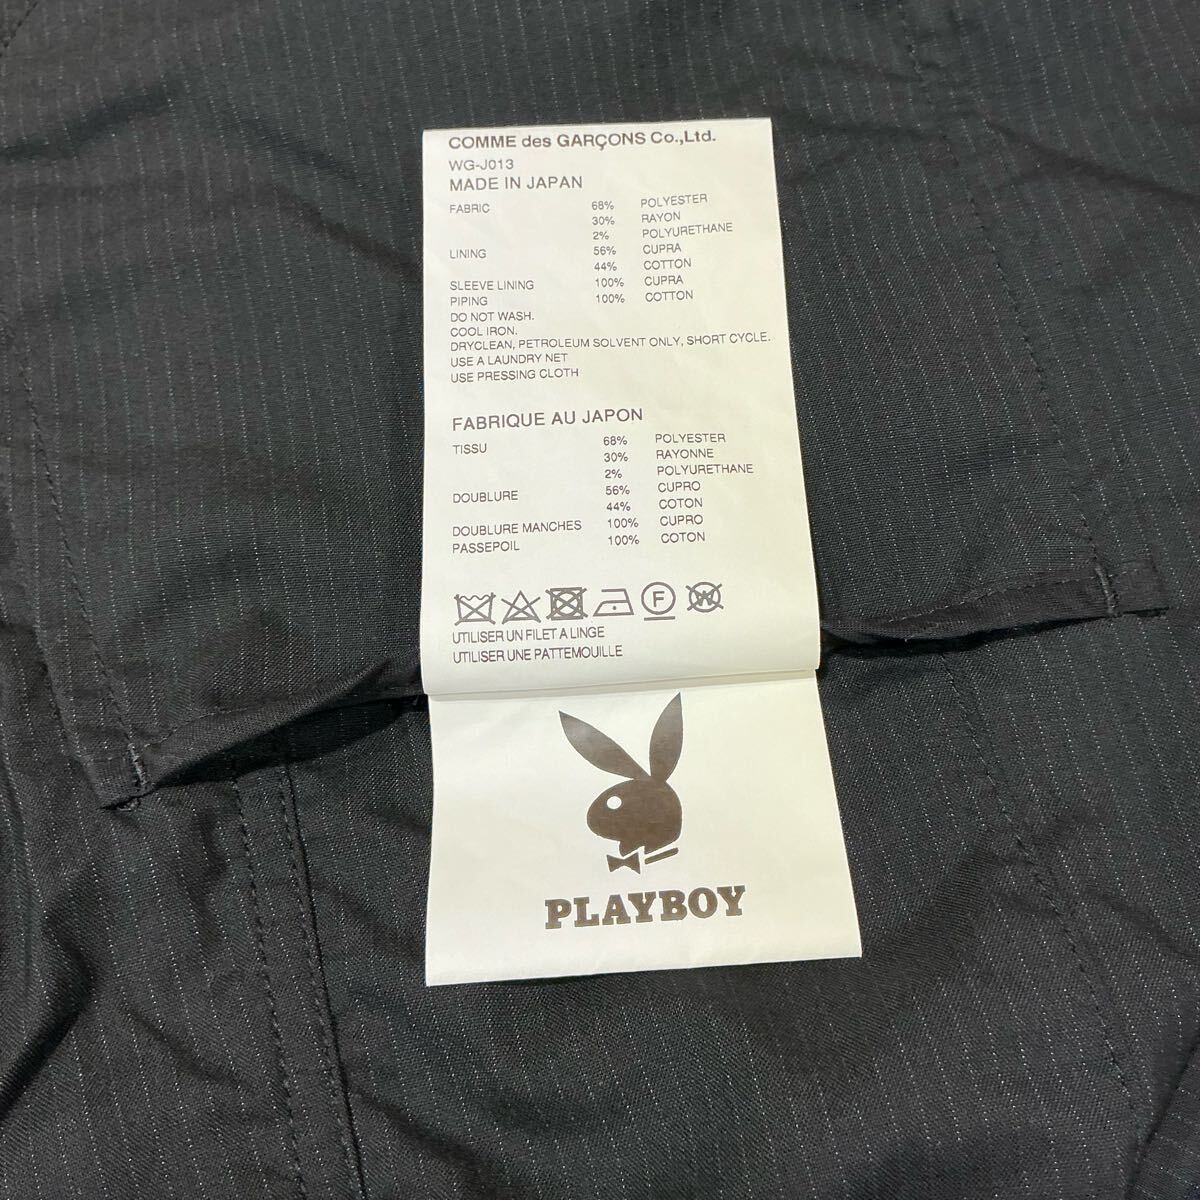 COMME des GARÇONS Co.,Ltd.
WG-J013
MADE IN JAPAN
FABRIC 68% POLYESTER
30% RAYON
2% POLYURETHANE
LINING 56% CUPRA
44% COTTON
SLEEVE LINING 100% CUPRA
PIPING 100% COTTON
DO NOT WASH.
COOL IRON.
DRYCLEAN, PETROLEUM SOLVENT ONLY, SHORT CYCLE.
USE A LAUNDRY NET
USE PRESSING CLOTH
FABRIQUE AU JAPON
TISSU 68% POLYESTER
30% RAYONNE
2% POLYURETHANE
DOUBLURE 56% CUPRO
44% COTON
DOUBLURE MANCHES 100% CUPRO
PASSEPOIL 100% COTON
F W
UTILISER UN FILET A LINGE
UTILISER UNE PATTEMOUILLE
PLAYBOY